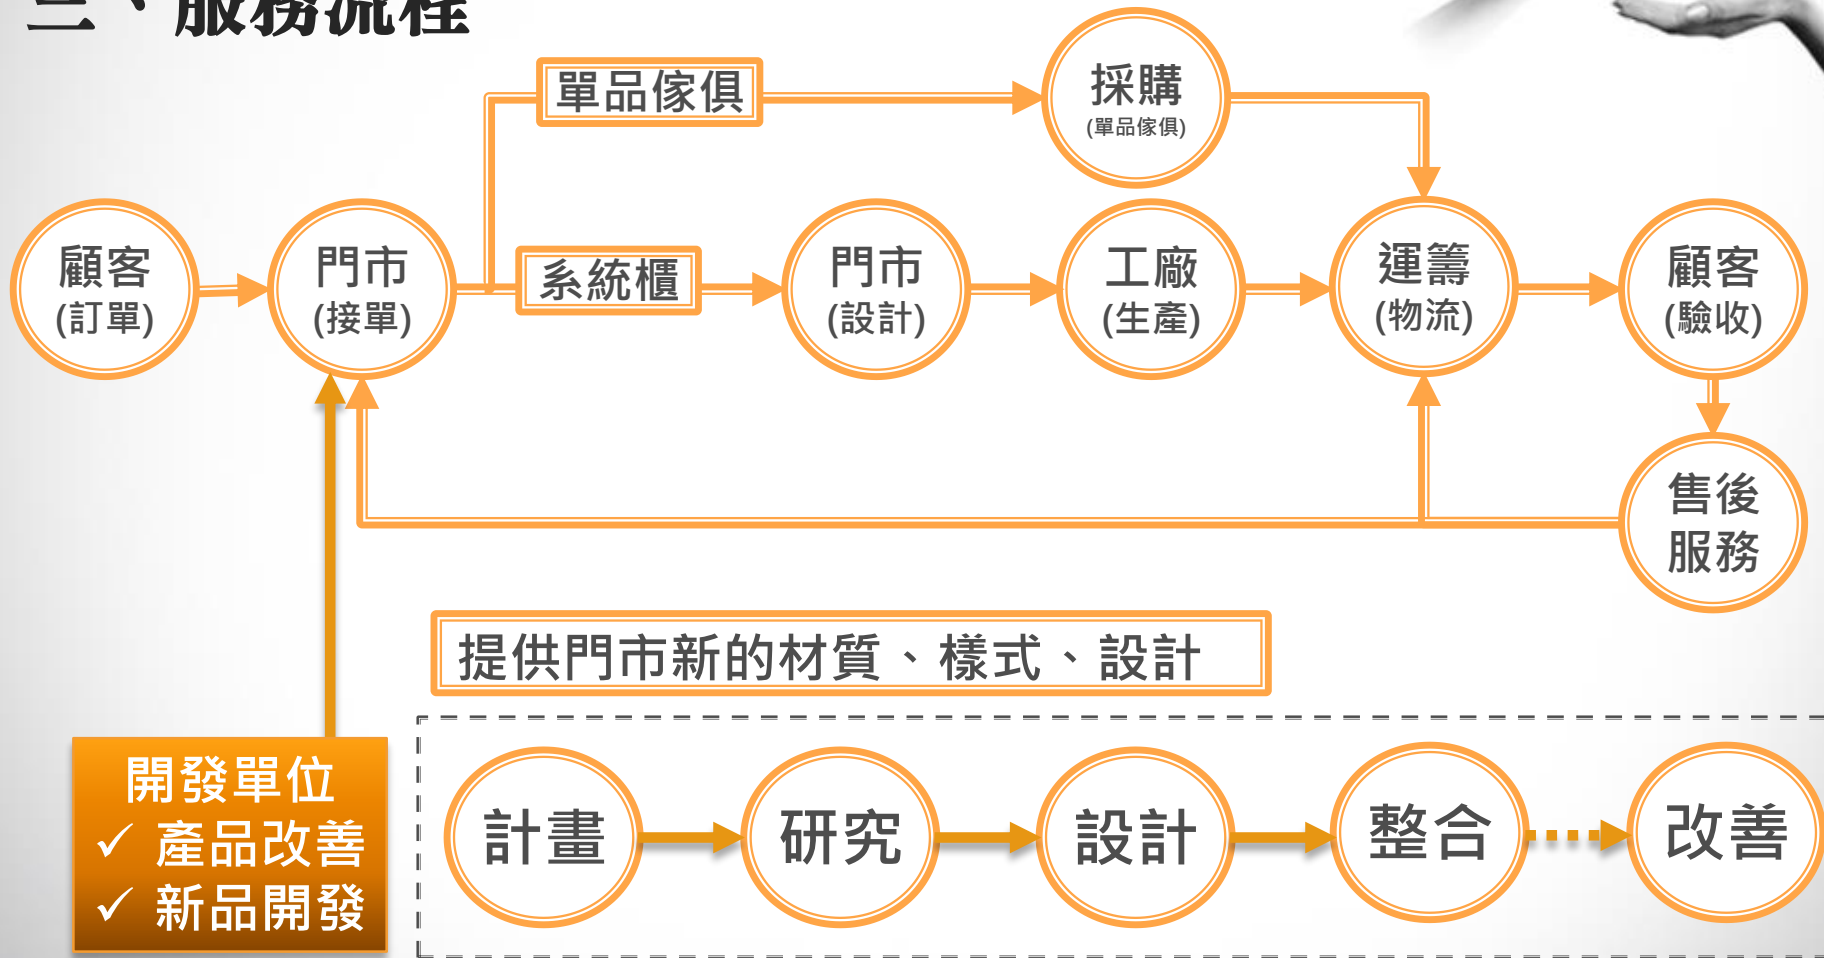 三、服務流程
單品傢俱
採購
(單品傢俱)
顧客
(訂單)
門市
(接單)
系統櫃
門市
(設計)
工廠
(生產)
運籌
(物流)
顧客
(驗收)
售後
服務
提供門市新的材質、樣式、設計
開發單位
✓ 產品改善
✓ 新品開發
計畫
研究
設計
整合
改善